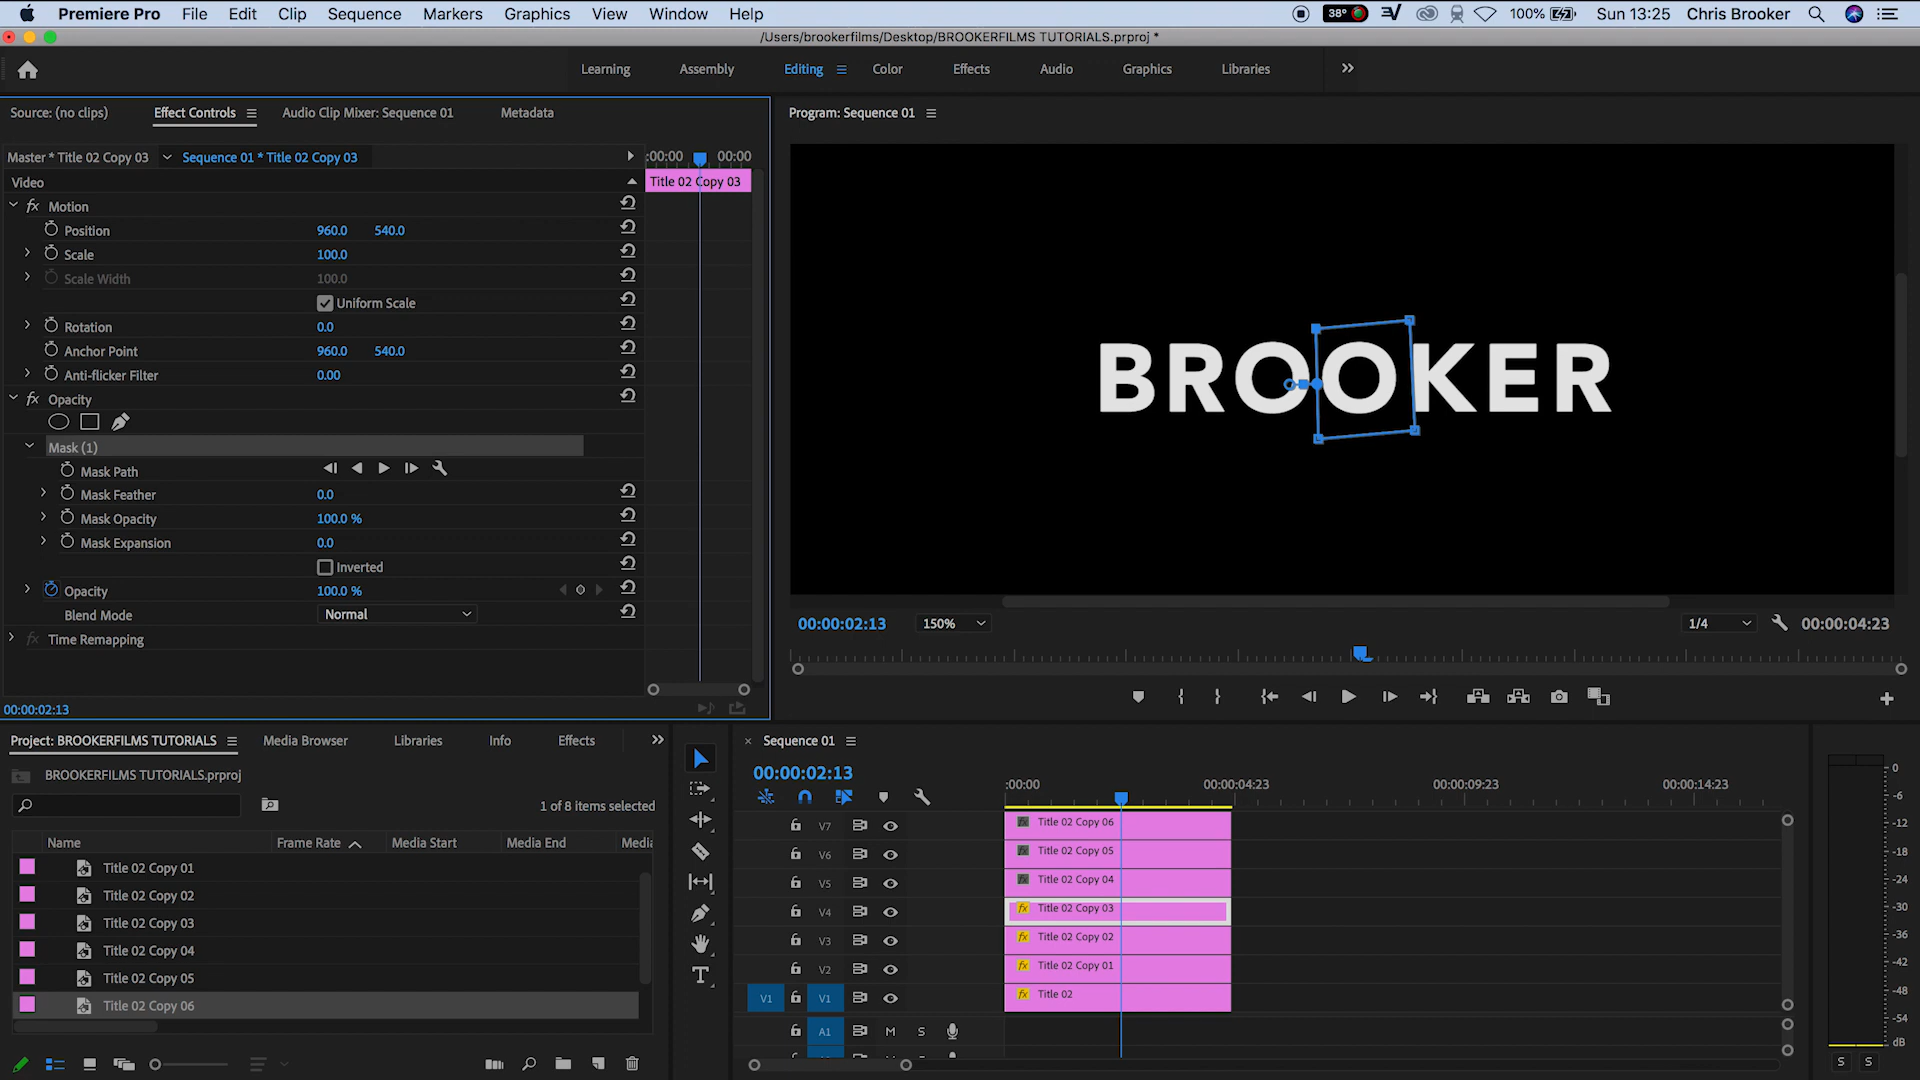 Premiere Pro File Edit Clip Sequence Markers Graphics View Window Help 38° 100% Sun 13:25 Chris Brooker
/Users/brookerfilms/Desktop/BROOKERFILMS TUTORIALS.prproj *
Learning Assembly Editing Color Effects Audio Graphics Libraries
Source: (no clips) Effect Controls Audio Clip Mixer: Sequence 01 Metadata
Program: Sequence 01
Master * Title 02 Copy 03 Sequence 01 * Title 02 Copy 03 :00:00 00:00
Video Title 02 Copy 03
fx Motion
Position 960.0 540.0
Scale 100.0
Scale Width 100.0
Uniform Scale
Rotation 0.0
Anchor Point 960.0 540.0
Anti-flicker Filter 0.00
fx Opacity
Mask (1)
Mask Path
Mask Feather 0.0
Mask Opacity 100.0 %
Mask Expansion 0.0
Inverted
Opacity 100.0 %
Blend Mode Normal
fx Time Remapping
00:00:02:13
BROOKER
00:00:02:13 150% 1/4 00:00:04:23
Project: BROOKERFILMS TUTORIALS Media Browser Libraries Info Effects
BROOKERFILMS TUTORIALS.prproj
1 of 8 items selected
Name Frame Rate Media Start Media End Media
Title 02 Copy 01
Title 02 Copy 02
Title 02 Copy 03
Title 02 Copy 04
Title 02 Copy 05
Title 02 Copy 06
Sequence 01
00:00:02:13
:00:00 00:00:04:23 00:00:09:23 00:00:14:23
V7 fx Title 02 Copy 06
V6 fx Title 02 Copy 05
V5 fx Title 02 Copy 04
V4 fx Title 02 Copy 03
V3 fx Title 02 Copy 02
V2 fx Title 02 Copy 01
V1 V1 fx Title 02
A1 M S
0
-6
-12
-18
-24
-30
-36
-42
-48
-54
dB
S S